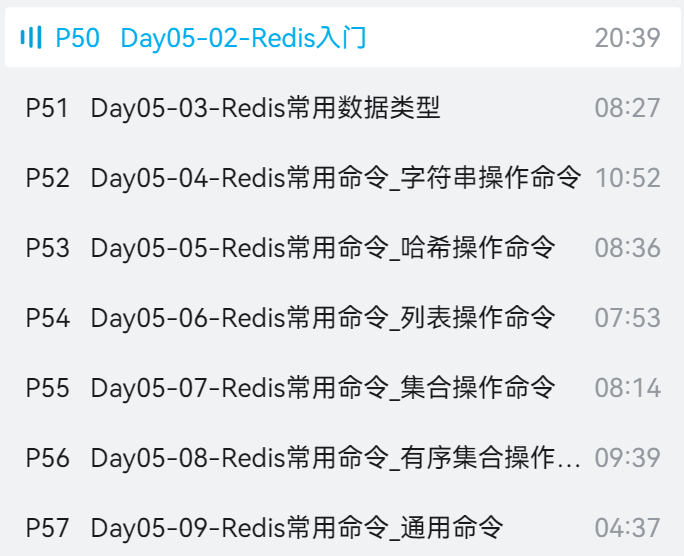 P50 Day05-02-Redis入门 20:39
P51 Day05-03-Redis常用数据类型 08:27
P52 Day05-04-Redis常用命令_字符串操作命令 10:52
P53 Day05-05-Redis常用命令_哈希操作命令 08:36
P54 Day05-06-Redis常用命令_列表操作命令 07:53
P55 Day05-07-Redis常用命令_集合操作命令 08:14
P56 Day05-08-Redis常用命令_有序集合操作... 09:39
P57 Day05-09-Redis常用命令_通用命令 04:37